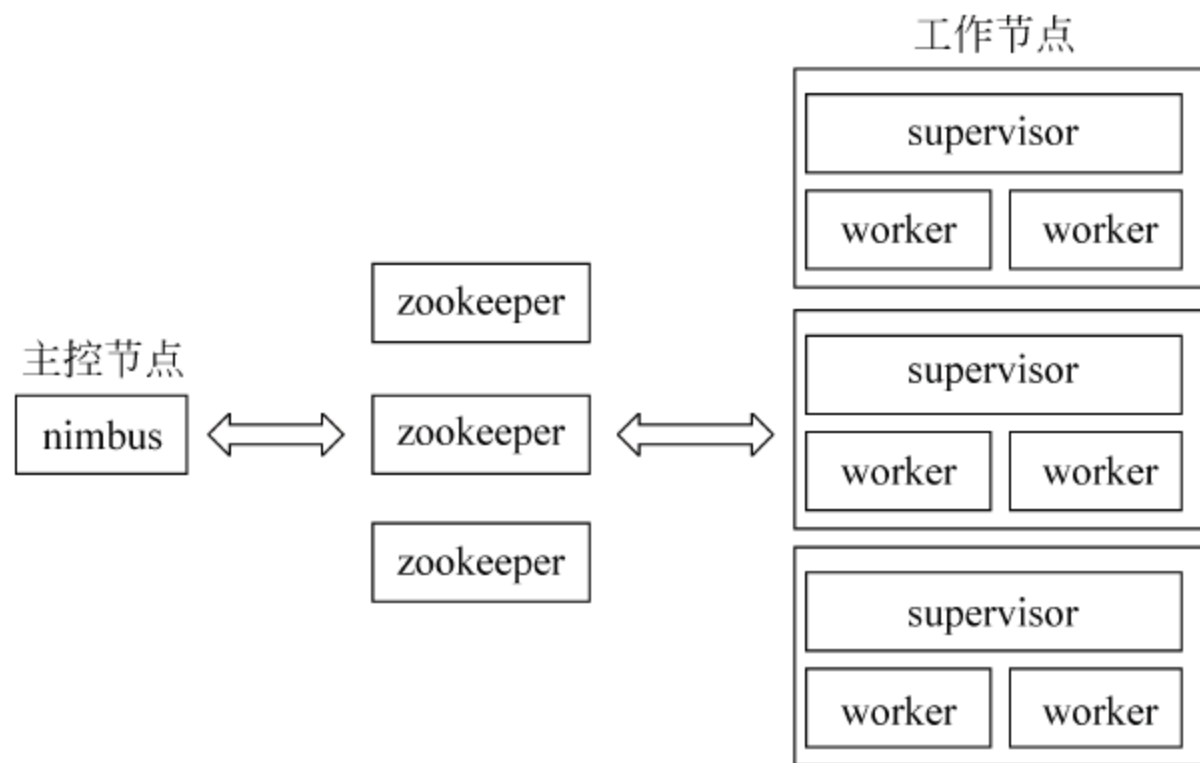 工作节点
supervisor
worker worker
zookeeper
主控节点
supervisor
nimbus
zookeeper
worker worker
zookeeper
supervisor
worker worker